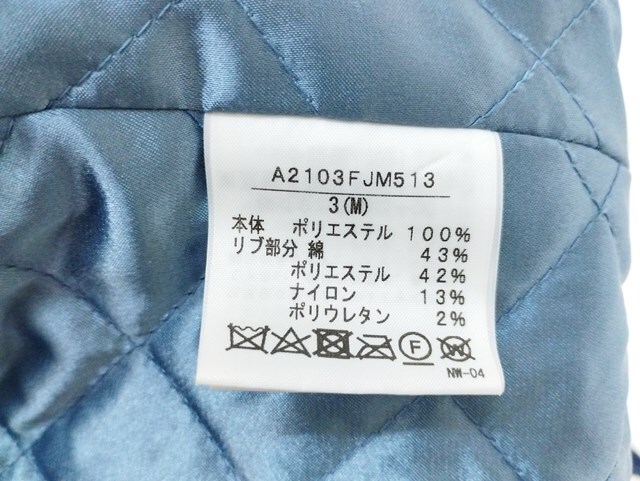 A2103FJM513
3(M)
本体 ポリエステル 100%
リブ部分 綿 43%
ポリエステル 42%
ナイロン 13%
ポリウレタン 2%
F W
NW-04